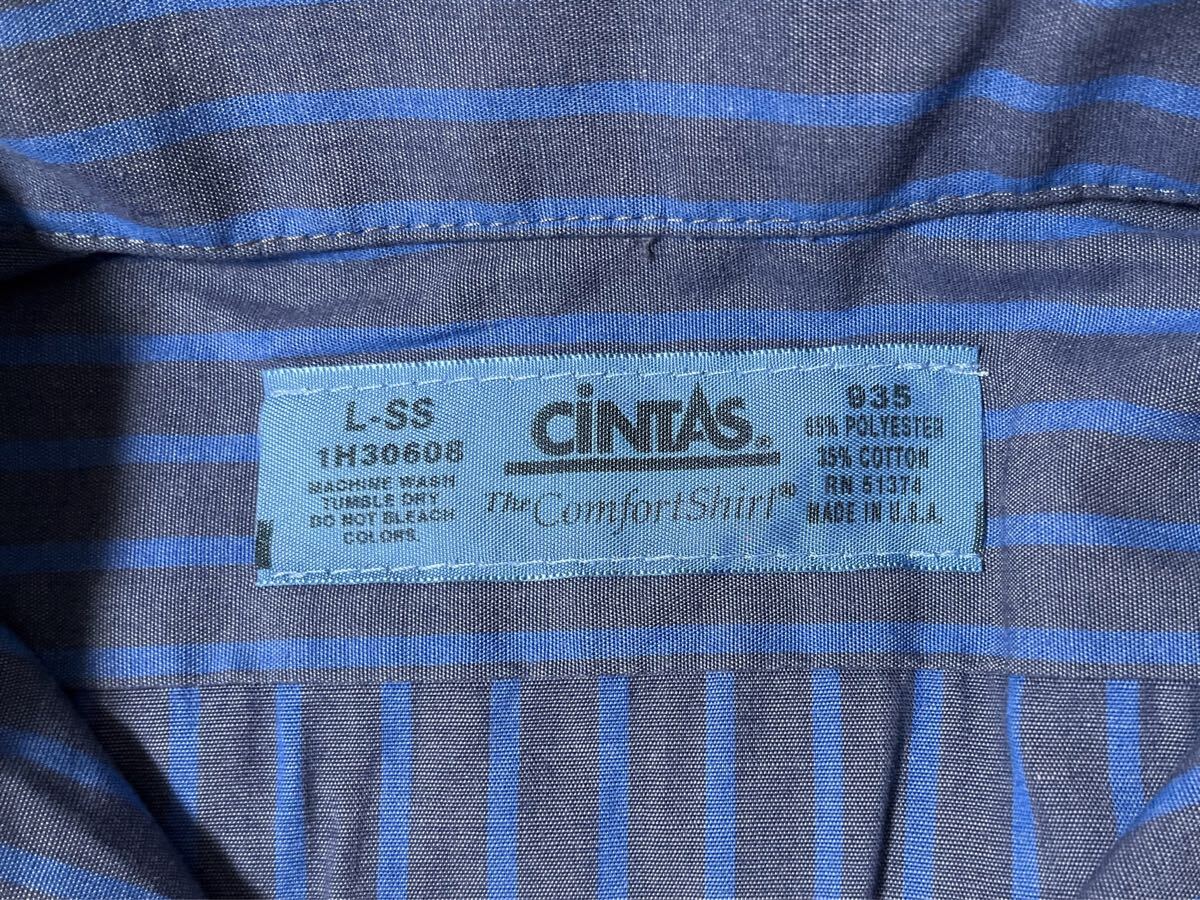 L-SS
1H30608
MACHINE WASH
TUMBLE DRY
DO NOT BLEACH
COLORS.
CiNTAS.
The ComfortShirt®
935
65% POLYESTER
35% COTTON
RN 51374
MADE IN U.S.A.